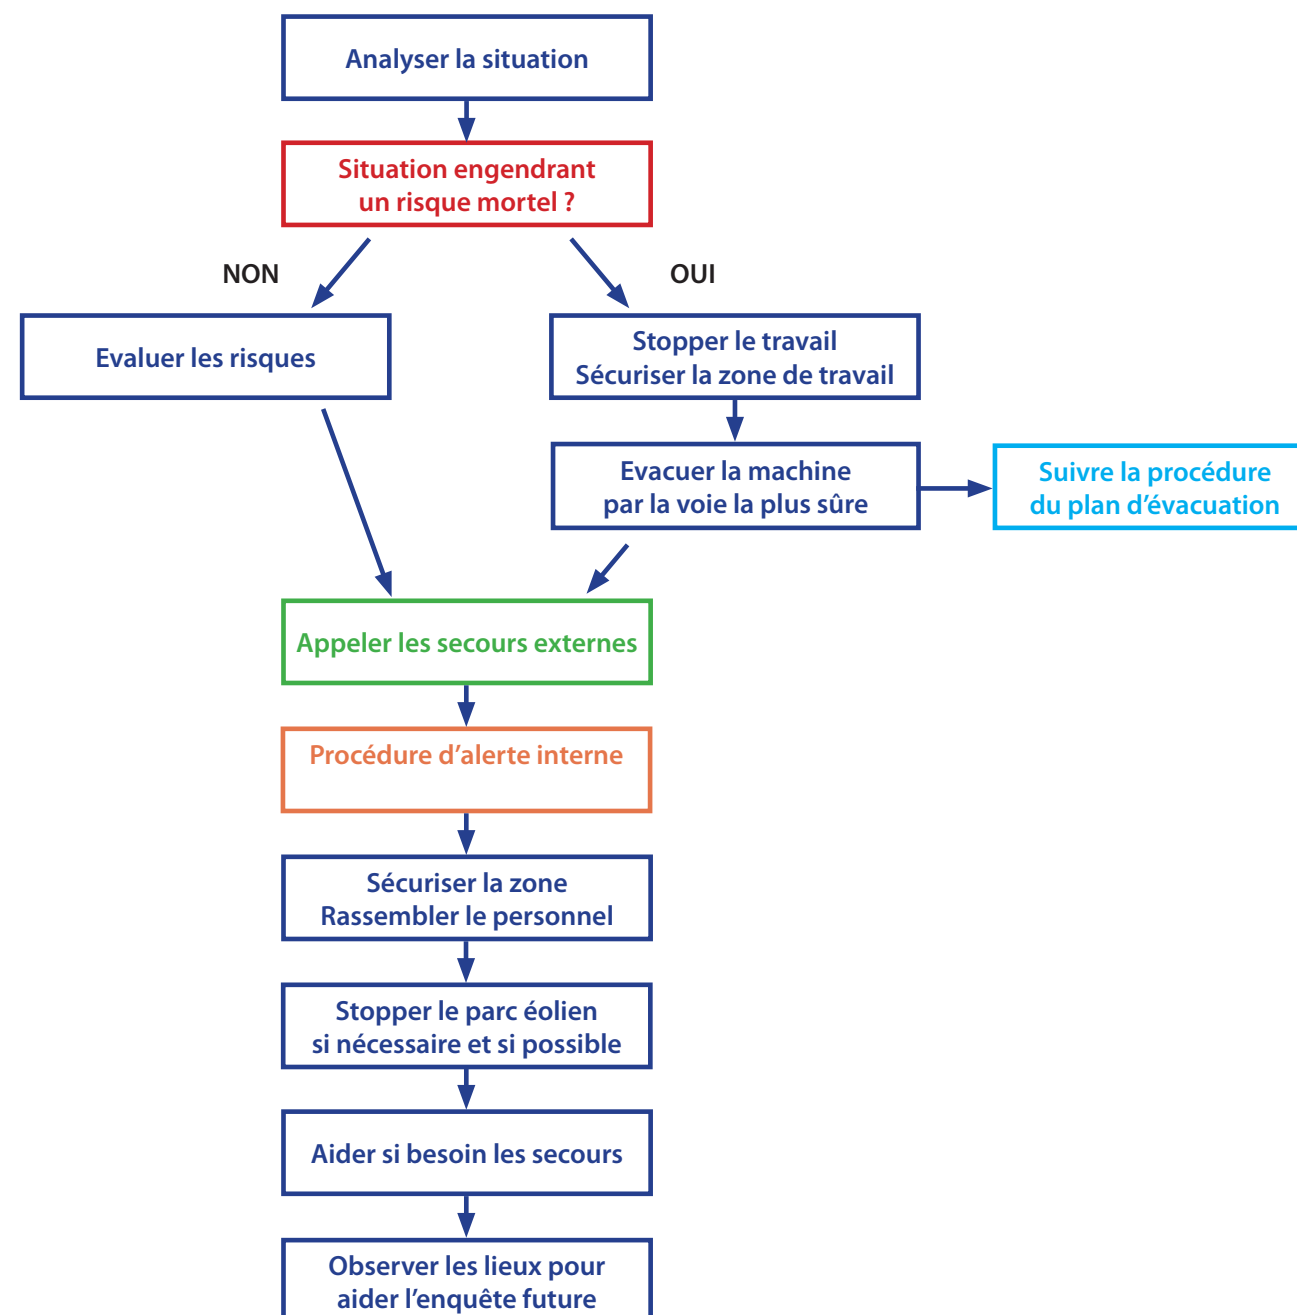 Analyser la situation
Situation engendrant
un risque mortel ?
NON
OUI
Evaluer les risques
Stopper le travail
Sécuriser la zone de travail
Evacuer la machine
par la voie la plus sûre
Suivre la procédure
du plan d’évacuation
Appeler les secours externes
Procédure d’alerte interne
Sécuriser la zone
Rassembler le personnel
Stopper le parc éolien
si nécessaire et si possible
Aider si besoin les secours
Observer les lieux pour
aider l’enquête future